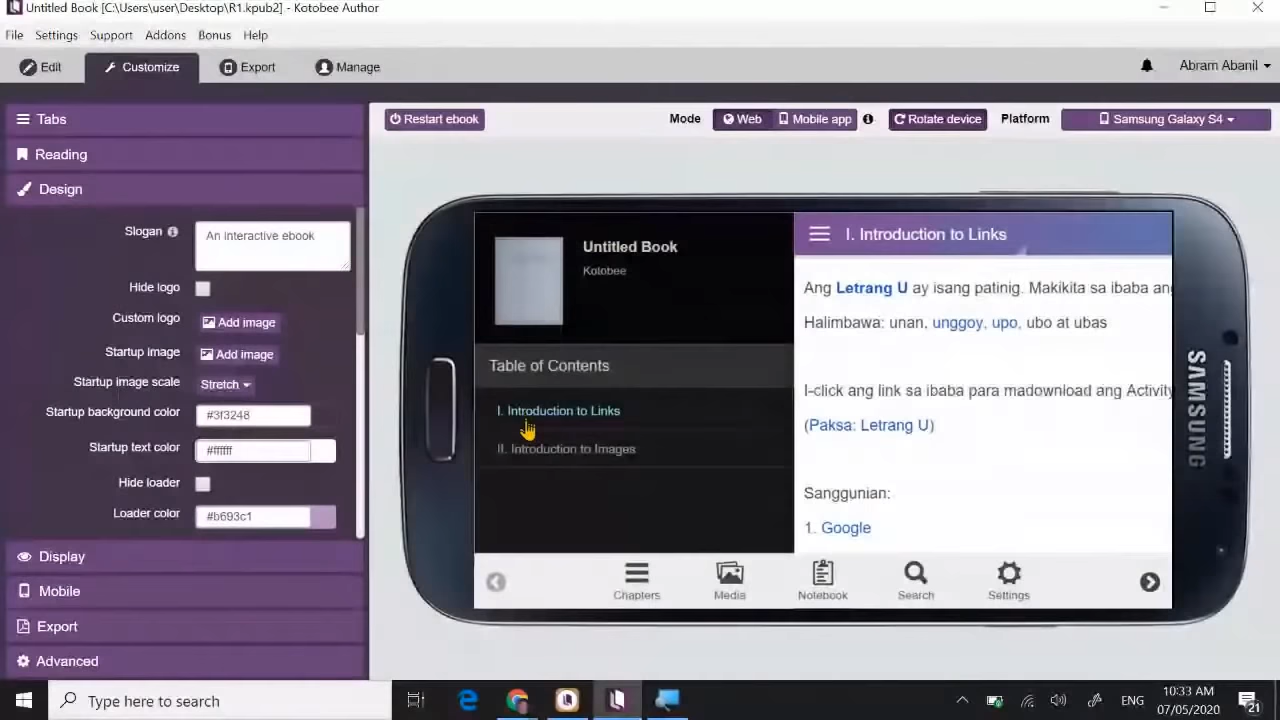 Untitled Book [C:\Users\user\Desktop\R1.kpub2] - Kotobee Author
File Settings Support Addons Bonus Help
Edit Customize Export Manage Abram Abanil
Tabs
Reading
Design
Slogan An interactive ebook
Hide logo
Custom logo Add image
Startup image Add image
Startup image scale Stretch
Startup background color #3f3248
Startup text color #ffffff
Hide loader
Loader color #b693c1
Display
Mobile
Export
Advanced
Restart ebook Mode Web Mobile app Rotate device Platform Samsung Galaxy S4
Untitled Book
Kotobee
Table of Contents
I. Introduction to Links
II. Introduction to Images
I. Introduction to Links
Ang Letrang U ay isang patinig. Makikita sa ibaba ang
Halimbawa: unan, unggoy, upo, ubo at ubas
I-click ang link sa ibaba para madownload ang Activity
(Paksa: Letrang U)
Sanggunian:
1. Google
Chapters Media Notebook Search Settings
SAMSUNG
Type here to search
ENG
10:33 AM
07/05/2020
21